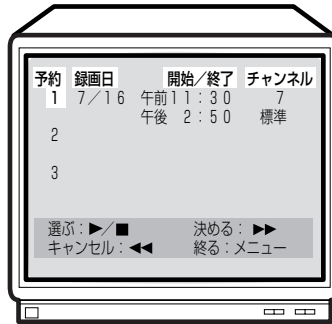 予約 録画日 開始／終了 チャンネル
1 7／16 午前11：30 7
午後 2：50 標準
2
3
選ぶ：▶／■ 決める：▶▶
キャンセル：◀◀ 終る：メニュー